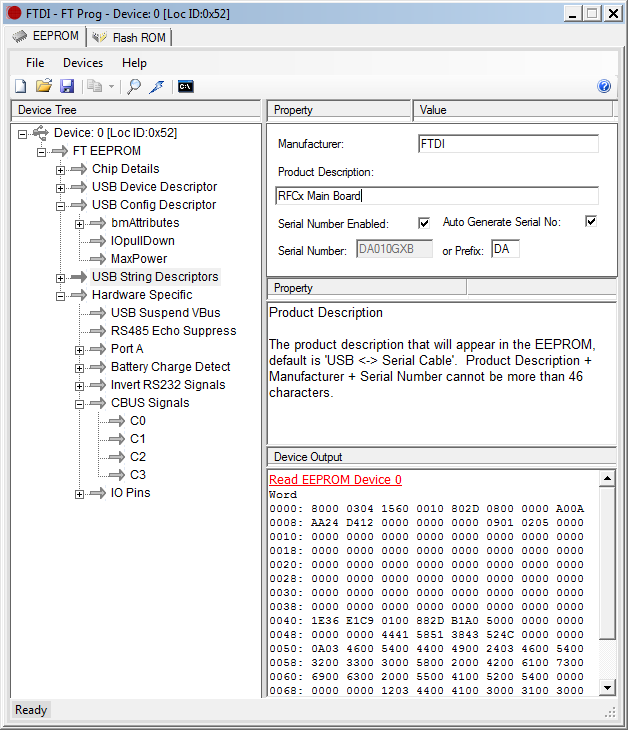 FTDI - FT Prog - Device: 0 [Loc ID:0x52]
EEPROM
Flash ROM
File Devices Help
C:\
Device Tree
Device: 0 [Loc ID:0x52]
FT EEPROM
Chip Details
USB Device Descriptor
USB Config Descriptor
bmAttributes
IOpullDown
MaxPower
USB String Descriptors
Hardware Specific
USB Suspend VBus
RS485 Echo Suppress
Port A
Battery Charge Detect
Invert RS232 Signals
CBUS Signals
C0
C1
C2
C3
IO Pins
Property Value
Manufacturer: FTDI
Product Description:
RFCx Main Board
Serial Number Enabled: Auto Generate Serial No:
Serial Number: DA010GXB or Prefix: DA
Property
Product Description
The product description that will appear in the EEPROM,
default is 'USB <-> Serial Cable'. Product Description +
Manufacturer + Serial Number cannot be more than 46
characters.
Device Output
Read EEPROM Device 0
Word
0000: 8000 0304 1560 0010 802D 0800 0000 A00A
0008: AA24 D412 0000 0000 0000 0901 0205 0000
0010: 0000 0000 0000 0000 0000 0000 0000 0000
0018: 0000 0000 0000 0000 0000 0000 0000 0000
0020: 0000 0000 0000 0000 0000 0000 0000 0000
0028: 0000 0000 0000 0000 0000 0000 0000 0000
0030: 0000 0000 0000 0000 0000 0000 0000 0000
0038: 0000 0000 0000 0000 0000 0000 0000 0000
0040: 1E36 E1C9 0100 882D B1A0 5000 0000 0000
0048: 0000 0000 4441 5851 3843 524C 0000 0000
0050: 0A03 4600 5400 4400 4900 2403 4600 5400
0058: 3200 3300 3000 5800 2000 4200 6100 7300
0060: 6900 6300 2000 5500 4100 5200 5400 0000
0068: 0000 0000 1203 4400 4100 3000 3100 3000
Ready